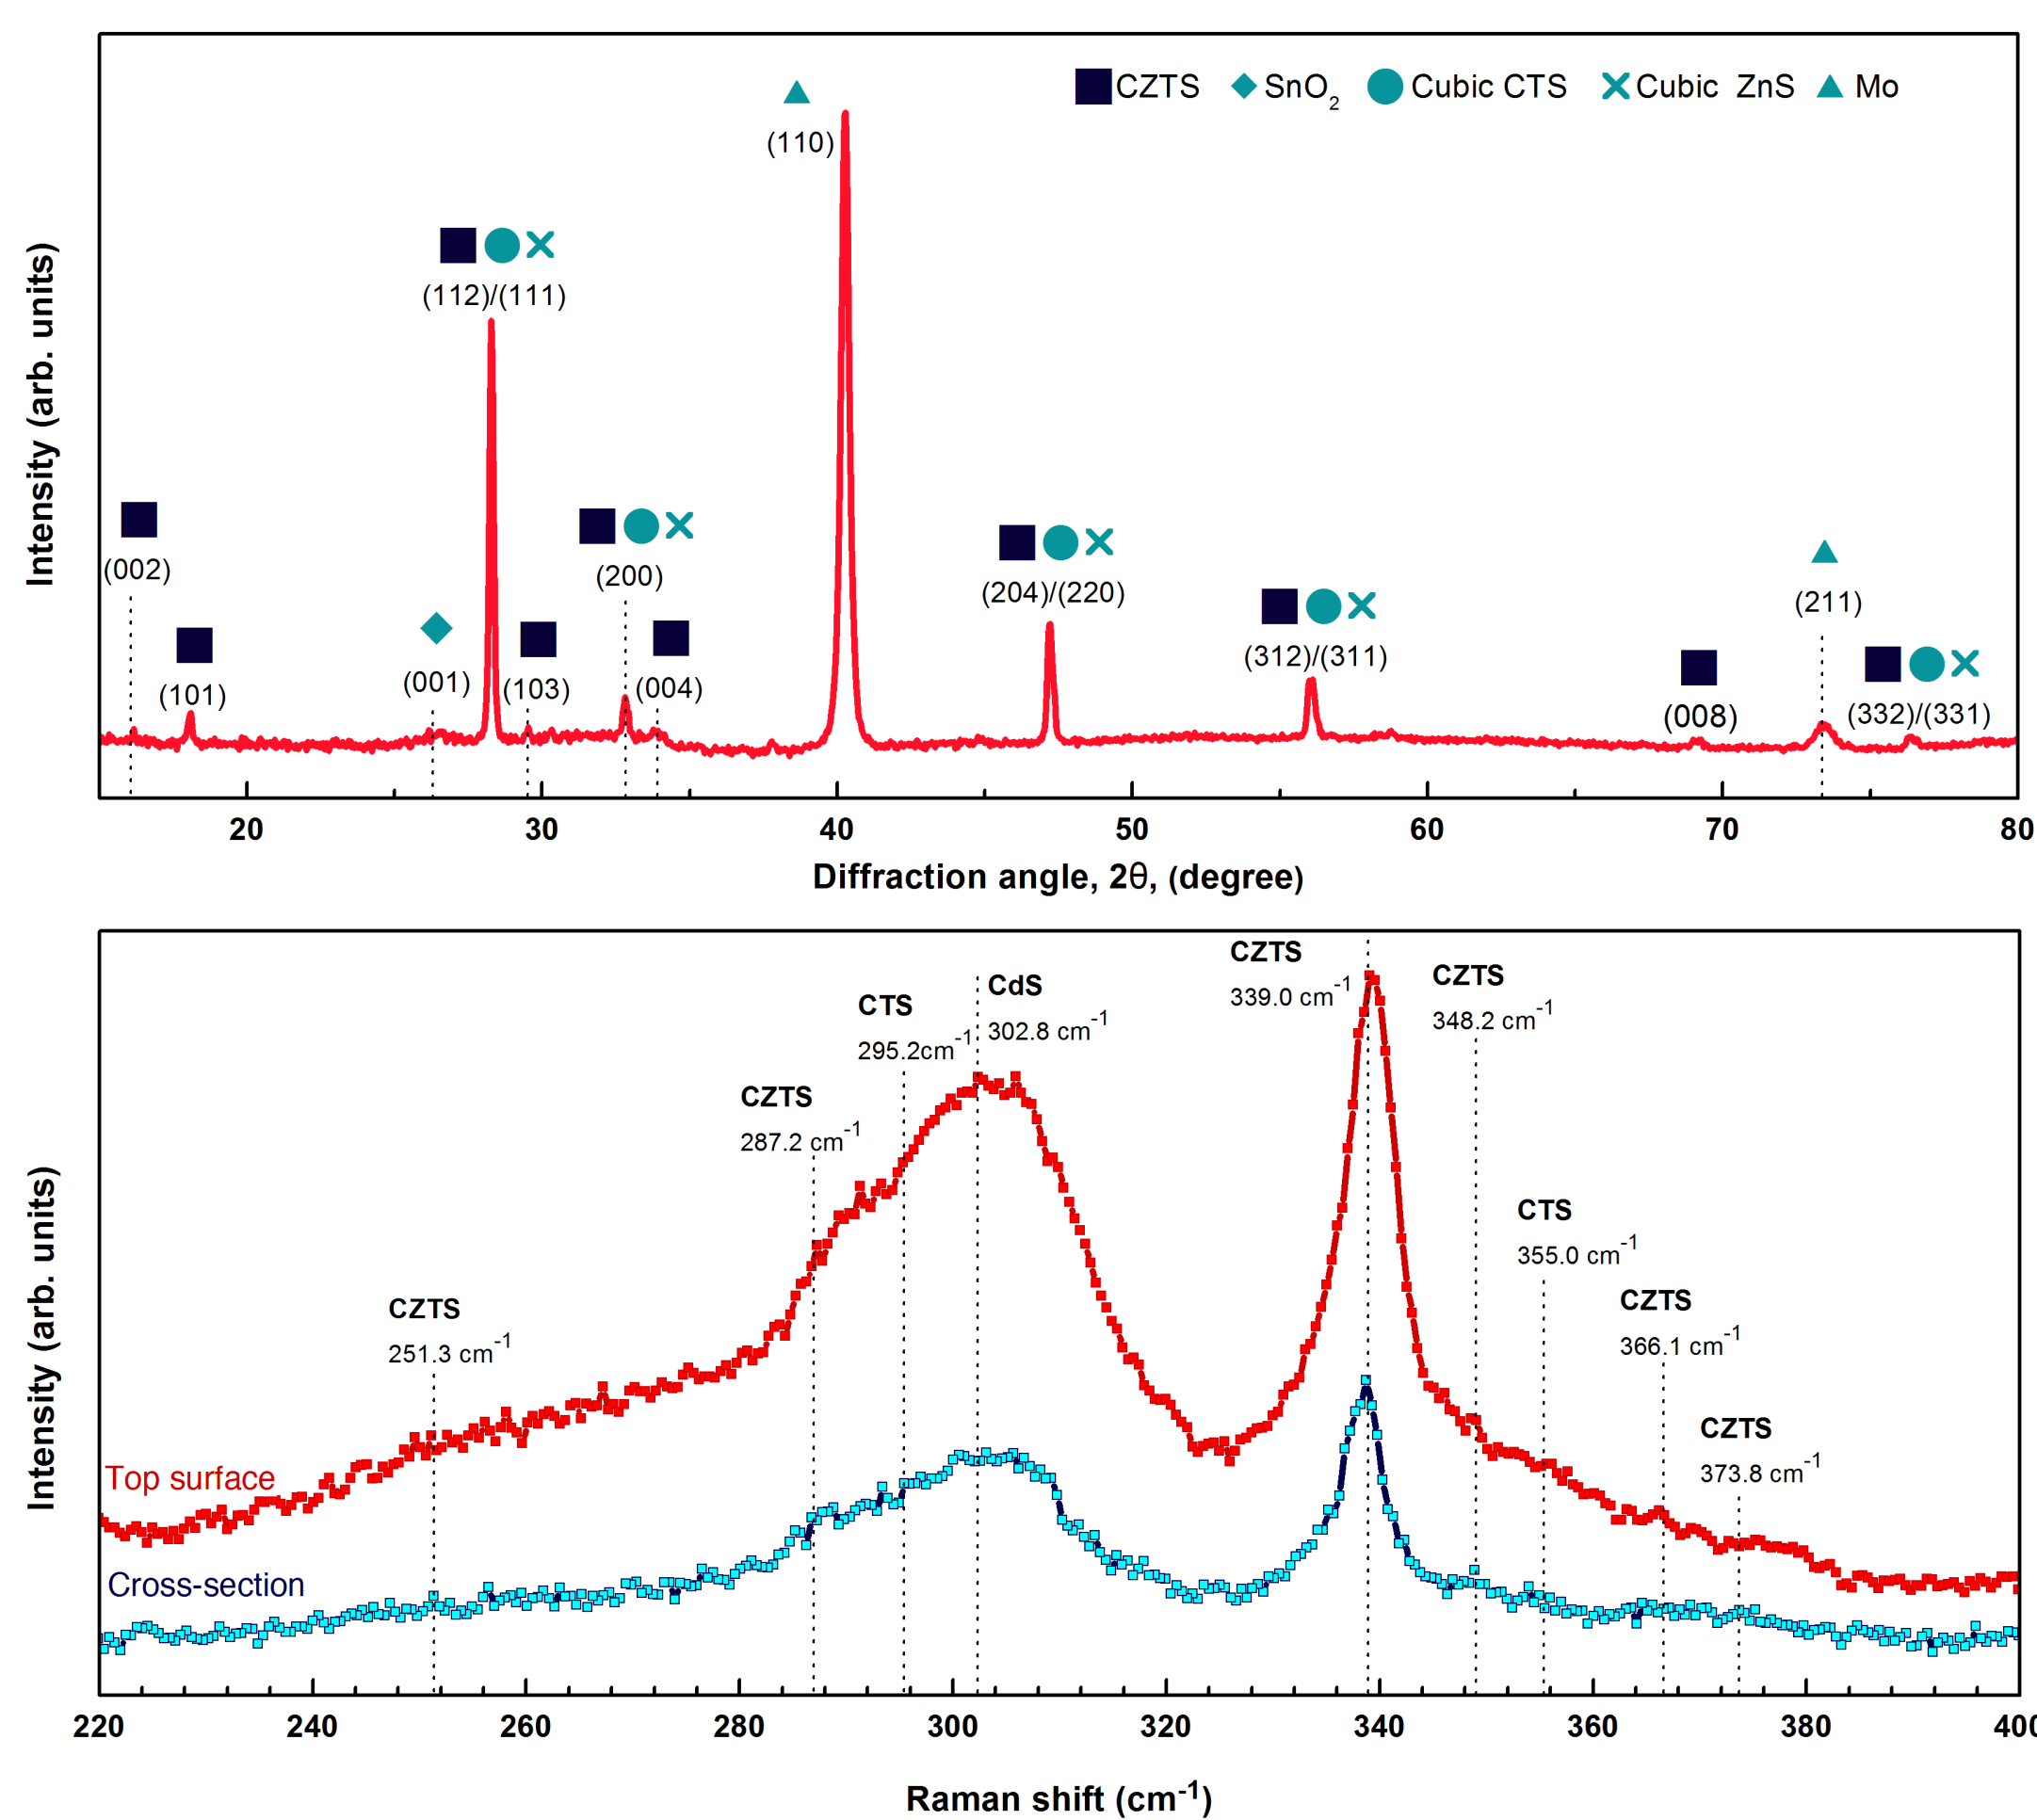 CZTS SnO2 Cubic CTS Cubic ZnS Mo
(110)
(112)/(111)
(002)
(200)
(204)/(220)
(211)
(312)/(311)
(101)
(001)
(103)
(004)
(008)
(332)/(331)
Intensity (arb. units)
20 30 40 50 60 70 80
Diffraction angle, 2θ, (degree)
CZTS
339.0 cm-1
CZTS
348.2 cm-1
CdS
302.8 cm-1
CTS
295.2cm-1
CZTS
287.2 cm-1
CTS
355.0 cm-1
CZTS
251.3 cm-1
CZTS
366.1 cm-1
CZTS
373.8 cm-1
Top surface
Cross-section
Intensity (arb. units)
220 240 260 280 300 320 340 360 380 400
Raman shift (cm-1)